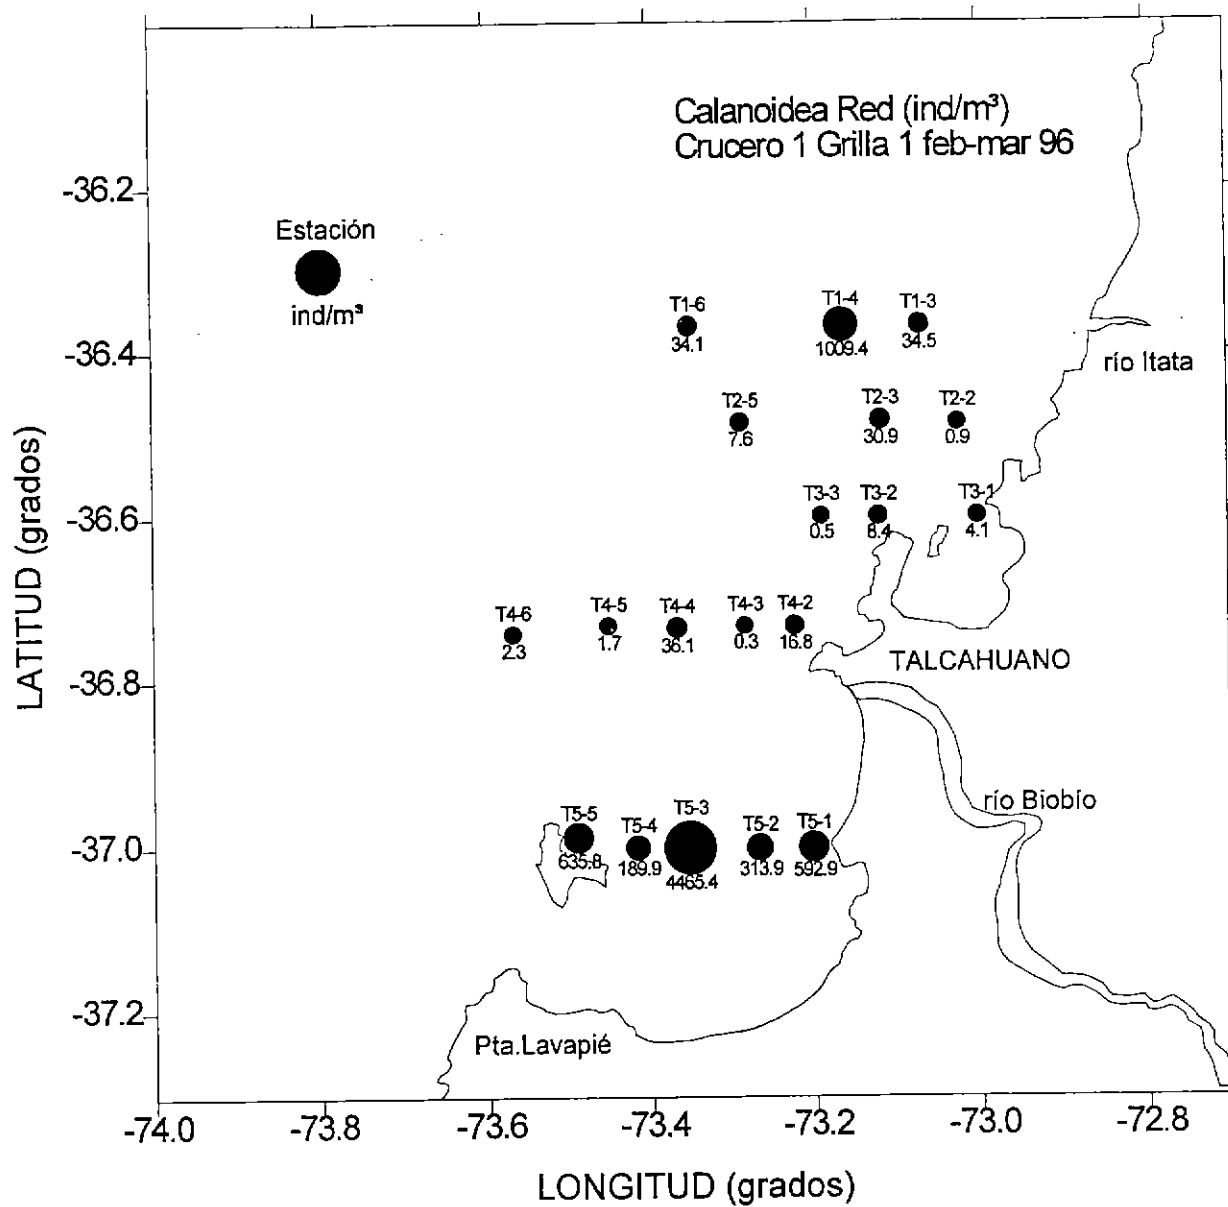 Calanoidea Red (ind/m³)
Crucero 1 Grilla 1 feb-mar 96
-36.2
Estación
ind/m³
T1-6
34.1
T1-4
1009.4
T1-3
34.5
-36.4
río Itata
T2-5
7.6
T2-3
30.9
T2-2
0.9
LATITUD (grados)
T3-3
0.5
T3-2
8.4
T3-1
4.1
-36.6
T4-6
2.3
T4-5
1.7
T4-4
36.1
T4-3
0.3
T4-2
16.8
TALCAHUANO
-36.8
río Biobío
T5-5
635.8
T5-4
189.9
T5-3
4465.4
T5-2
313.9
T5-1
592.9
-37.0
-37.2
Pta.Lavapié
-74.0 -73.8 -73.6 -73.4 -73.2 -73.0 -72.8
LONGITUD (grados)